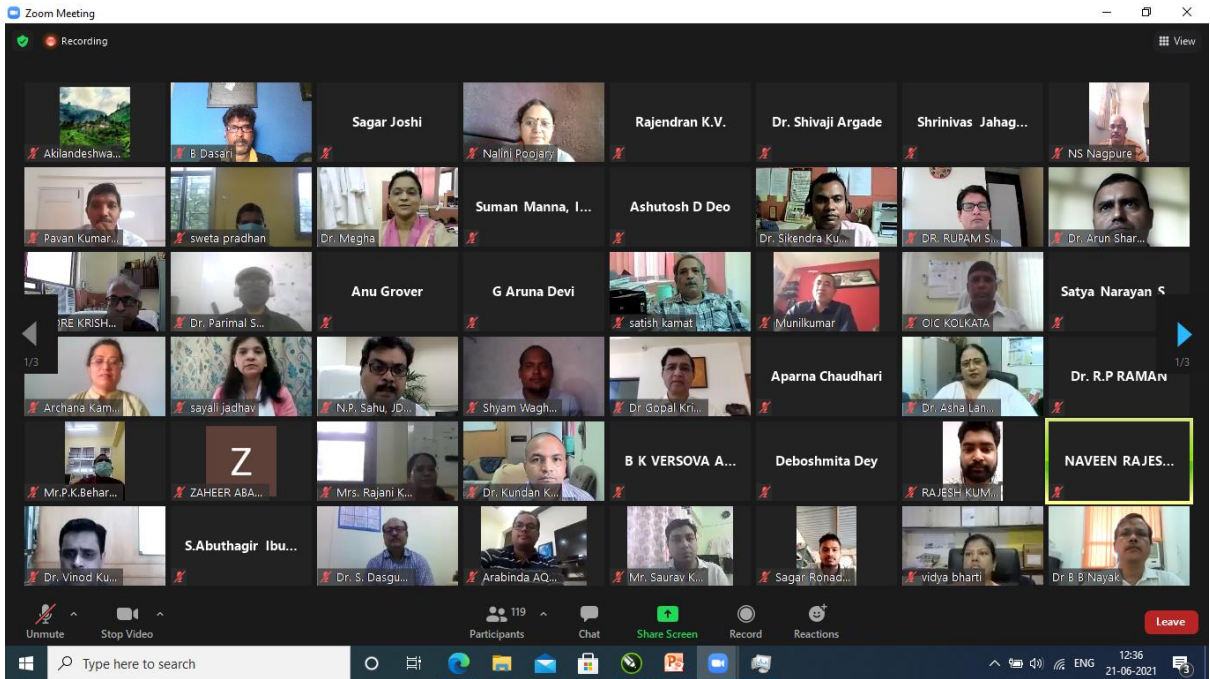 Zoom Meeting
Recording
View
Akilandeshwa...
B Dasari
Sagar Joshi
Nalini Poojary
Rajendran K.V.
Dr. Shivaji Argade
Shrinivas Jahag...
NS Nagpure
Pavan Kumar...
sweta pradhan
Dr. Megha
Suman Manna, I...
Ashutosh D Deo
Dr. Sikendra Ku...
DR. RUPAM S...
Dr. Arun Shar...
RE KRISH...
Dr. Parimal S...
Anu Grover
G Aruna Devi
satish kamat
Munilkumar
OIC KOLKATA
Satya Narayan S
1/3
1/3
Archana Kam...
sayali jadhav
N.P. Sahu, JD...
Shyam Wagh...
Dr Gopal Kri...
Aparna Chaudhari
Dr. Asha Lan...
Dr. R.P RAMAN
Mr.P.K.Behar...
Z
ZAHEER ABA...
Mrs. Rajani K...
Dr. Kundan K...
B K VERSOVA A...
Deboshmita Dey
RAJESH KUM...
NAVEEN RAJES...
Dr. Vinod Ku...
S.Abuthagir Ibu...
Dr. S. Dasgu...
Arabinda AQ...
Mr. Saurav K...
Sagar Ronad...
vidya bharti
Dr B B Nayak
Unmute
Stop Video
119
Participants
Chat
Share Screen
Record
Reactions
Leave
Type here to search
ENG
12:36
21-06-2021
3